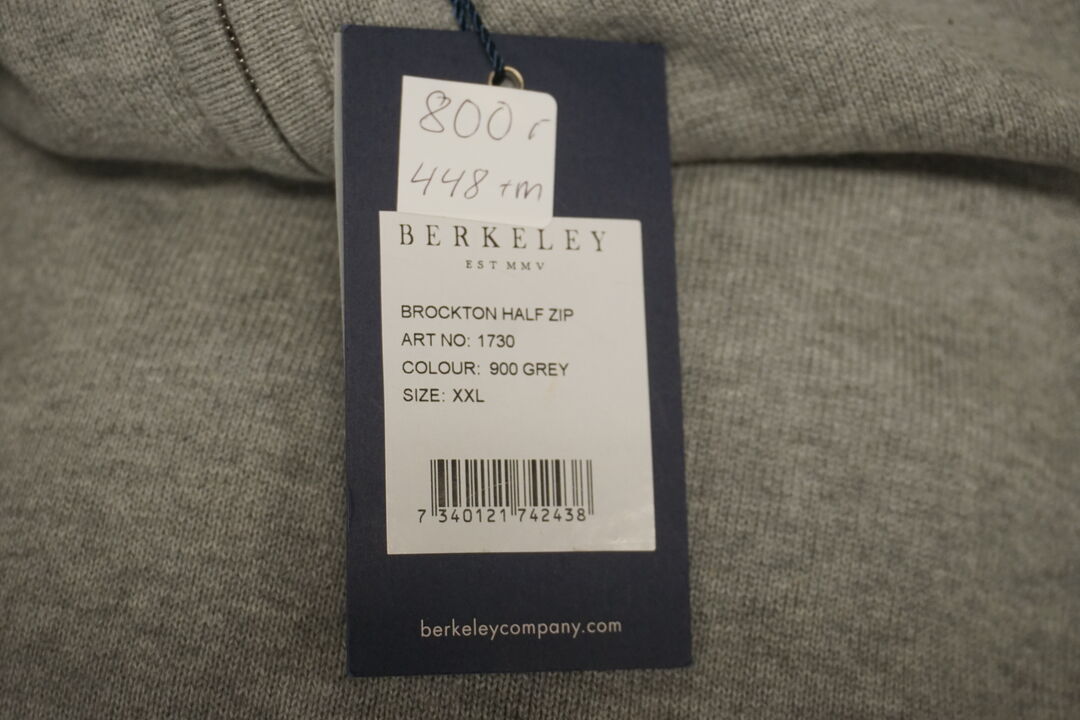 800 г
448 тт
BERKELEY
EST MMV
BROCKTON HALF ZIP
ART NO: 1730
COLOUR: 900 GREY
SIZE: XXL
7 340121 742438
berkeleycompany.com